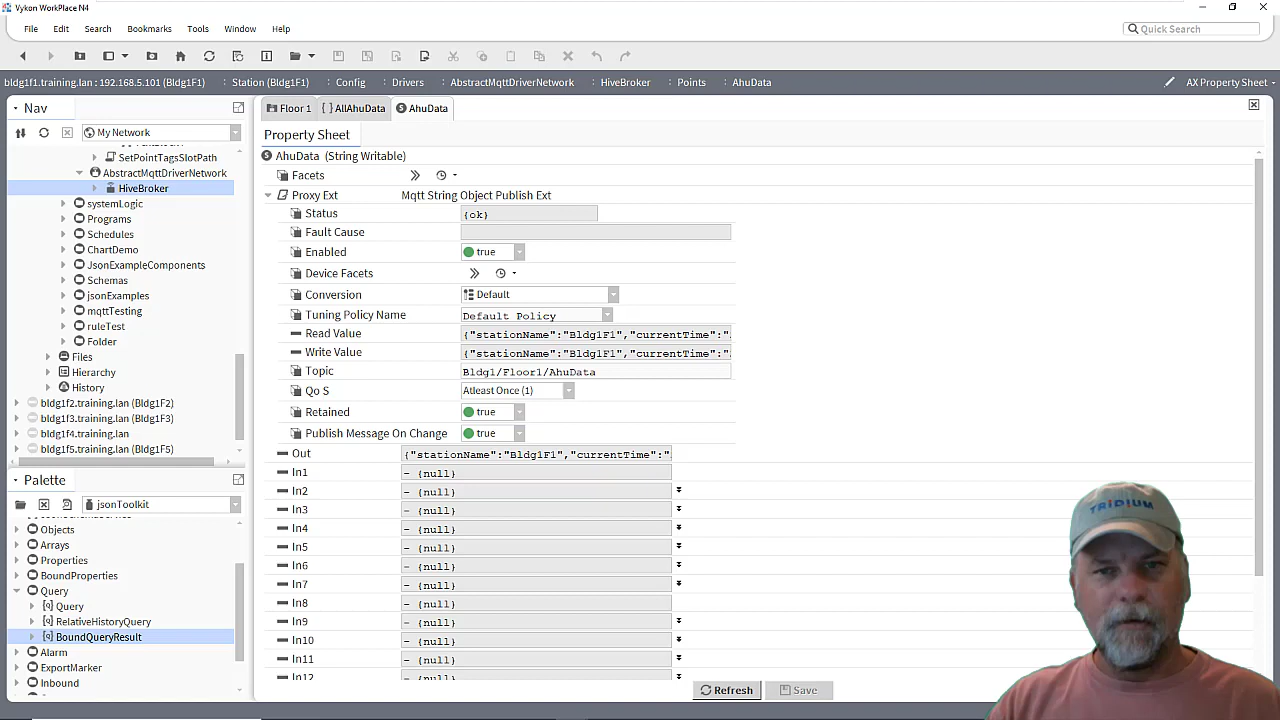 Vykon WorkPlace N4
File Edit Search Bookmarks Tools Window Help
Quick Search
bldg1f1.training.lan : 192.168.5.101 (Bldg1F1) Station (Bldg1F1) Config Drivers AbstractMqttDriverNetwork HiveBroker Points AhuData AX Property Sheet
Nav
My Network
SetPointTagsSlotPath
AbstractMqttDriverNetwork
HiveBroker
systemLogic
Programs
Schedules
ChartDemo
JsonExampleComponents
Schemas
jsonExamples
mqttTesting
ruleTest
Folder
Files
Hierarchy
History
bldg1f2.training.lan (Bldg1F2)
bldg1f3.training.lan (Bldg1F3)
bldg1f4.training.lan
bldg1f5.training.lan (Bldg1F5)
Palette
jsonToolkit
Objects
Arrays
Properties
BoundProperties
Query
Query
RelativeHistoryQuery
BoundQueryResult
Alarm
ExportMarker
Inbound
Floor 1 AllAhuData AhuData
Property Sheet
AhuData (String Writable)
Facets
Proxy Ext Mqtt String Object Publish Ext
Status {ok}
Fault Cause
Enabled true
Device Facets
Conversion Default
Tuning Policy Name Default Policy
Read Value {"stationName":"Bldg1F1","currentTime":".
Write Value {"stationName":"Bldg1F1","currentTime":".
Topic Bldg1/Floor1/AhuData
Qo S Atleast Once (1)
Retained true
Publish Message On Change true
Out {"stationName":"Bldg1F1","currentTime":"
In1 - {null}
In2 - {null}
In3 - {null}
In4 - {null}
In5 - {null}
In6 - {null}
In7 - {null}
In8 - {null}
In9 - {null}
In10 - {null}
In11 - {null}
In12 - {null}
Refresh Save
TRIDIUM